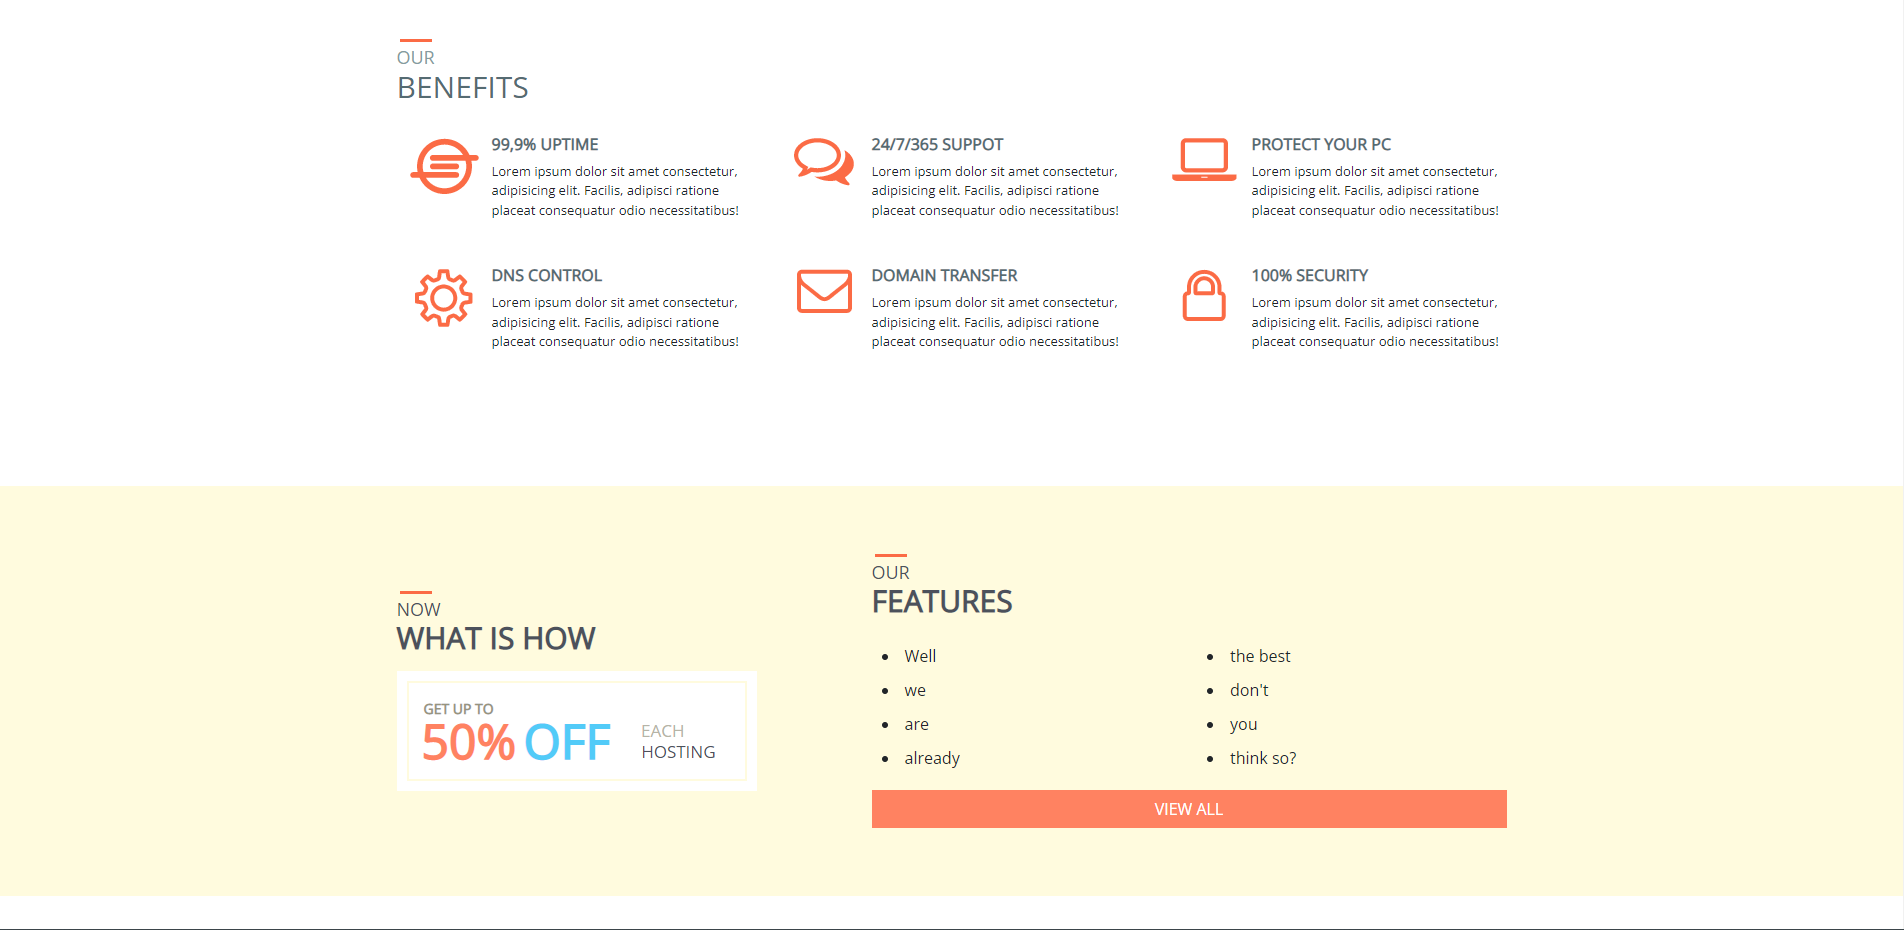 OUR
BENEFITS
99,9% UPTIME
Lorem ipsum dolor sit amet consectetur,
adipisicing elit. Facilis, adipisci ratione
placeat consequatur odio necessitatibus!
24/7/365 SUPPOT
Lorem ipsum dolor sit amet consectetur,
adipisicing elit. Facilis, adipisci ratione
placeat consequatur odio necessitatibus!
PROTECT YOUR PC
Lorem ipsum dolor sit amet consectetur,
adipisicing elit. Facilis, adipisci ratione
placeat consequatur odio necessitatibus!
DNS CONTROL
Lorem ipsum dolor sit amet consectetur,
adipisicing elit. Facilis, adipisci ratione
placeat consequatur odio necessitatibus!
DOMAIN TRANSFER
Lorem ipsum dolor sit amet consectetur,
adipisicing elit. Facilis, adipisci ratione
placeat consequatur odio necessitatibus!
100% SECURITY
Lorem ipsum dolor sit amet consectetur,
adipisicing elit. Facilis, adipisci ratione
placeat consequatur odio necessitatibus!
NOW
WHAT IS HOW
GET UP TO
50% OFF
EACH
HOSTING
OUR
FEATURES
Well
we
are
already
the best
don't
you
think so?
VIEW ALL